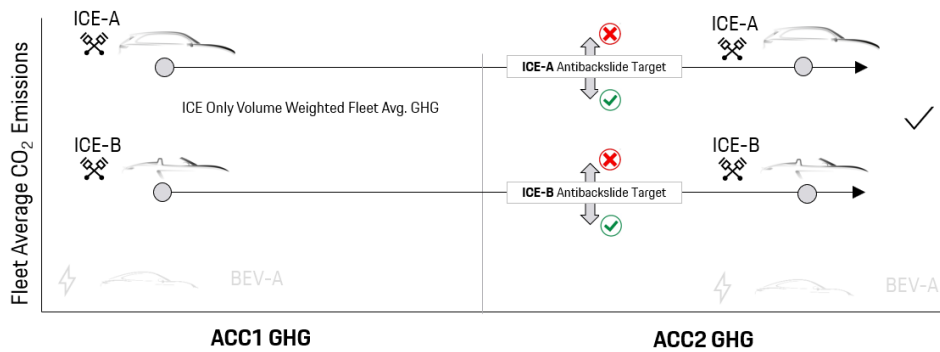 Fleet Average CO₂ Emissions
ICE-A
ICE-A
ICE-A Antibackslide Target
ICE Only Volume Weighted Fleet Avg. GHG
ICE-B
ICE-B
ICE-B Antibackslide Target
BEV-A
BEV-A
ACC1 GHG
ACC2 GHG